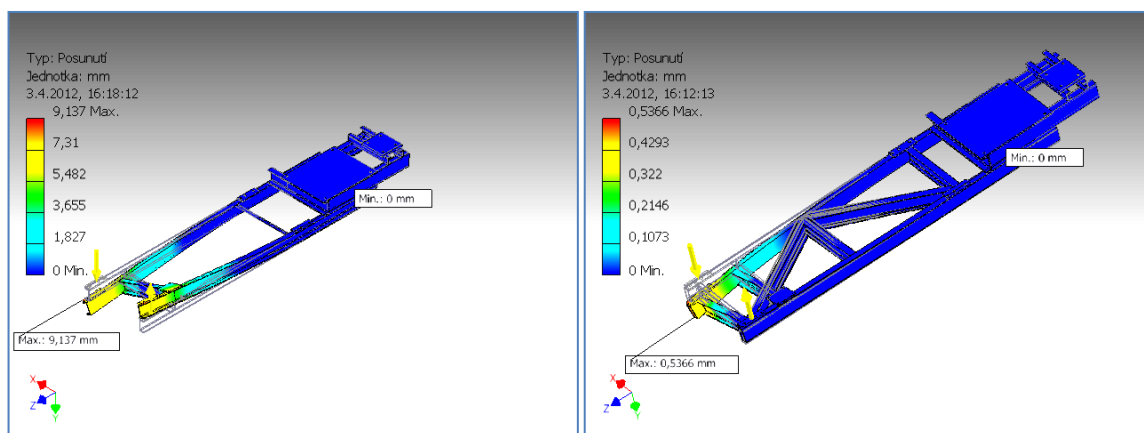 Typ: Posunutí
Jednotka: mm
3.4.2012, 16:18:12
9,137 Max.
7,31
5,482
3,655
1,827
0 Min.
Min.: 0 mm
Max.: 9,137 mm
X
Z
Y
Typ: Posunutí
Jednotka: mm
3.4.2012, 16:12:13
0,5366 Max.
0,4293
0,322
0,2146
0,1073
0 Min.
Min.: 0 mm
Max.: 0,5366 mm
X
Z
Y